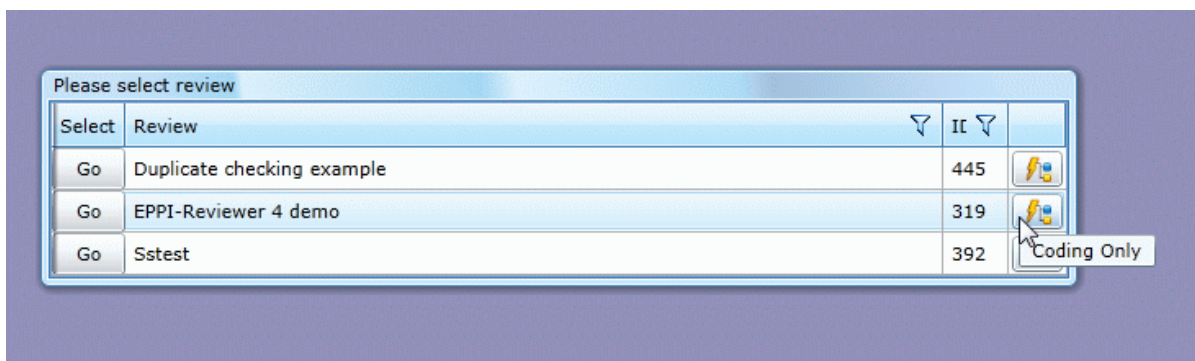 Please select review
Select Review II
Go Duplicate checking example 445
Go EPPI-Reviewer 4 demo 319
Go Sstest 392
Coding Only